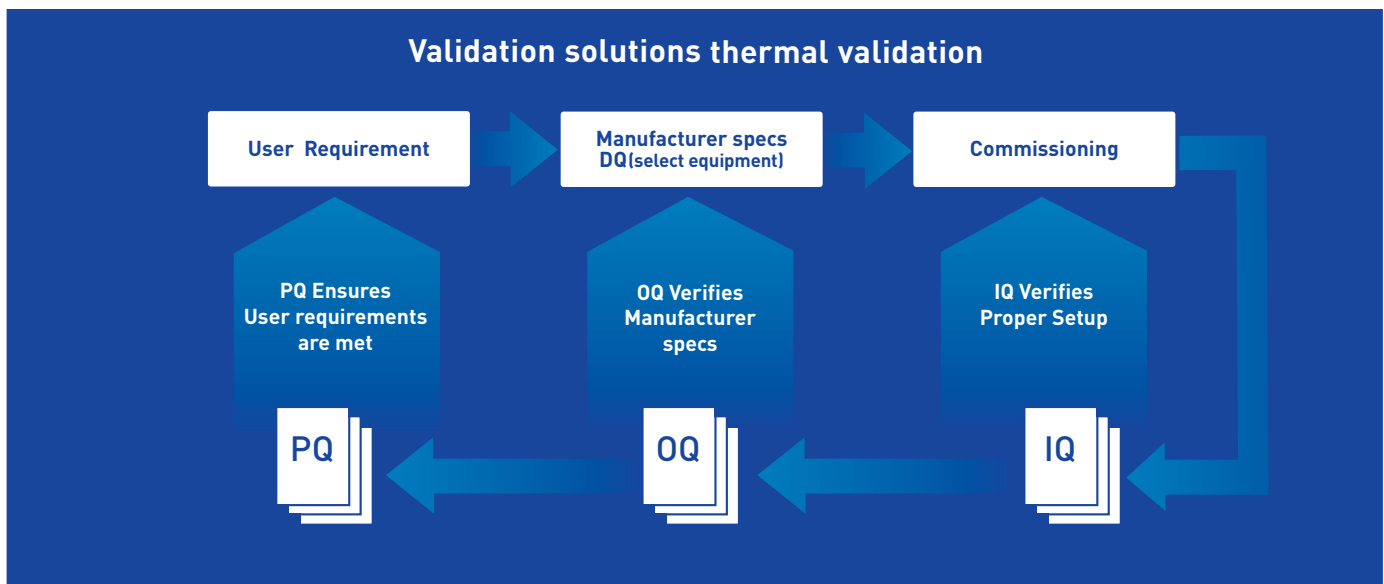 Validation solutions thermal validation
User Requirement
Manufacturer specs
DQ(select equipment)
Commissioning
PQ Ensures
User requirements
are met
OQ Verifies
Manufacturer
specs
IQ Verifies
Proper Setup
PQ
OQ
IQ